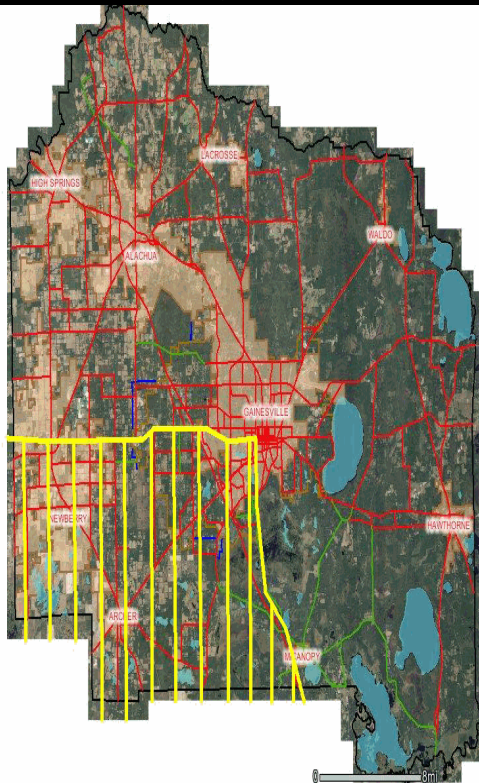 LACROSSE
HIGH SPRINGS
WALDO
ALACHUA
GAINESVILLE
NEWBERRY
HAWTHORNE
ARCHER
MICANOPY
0 8mi